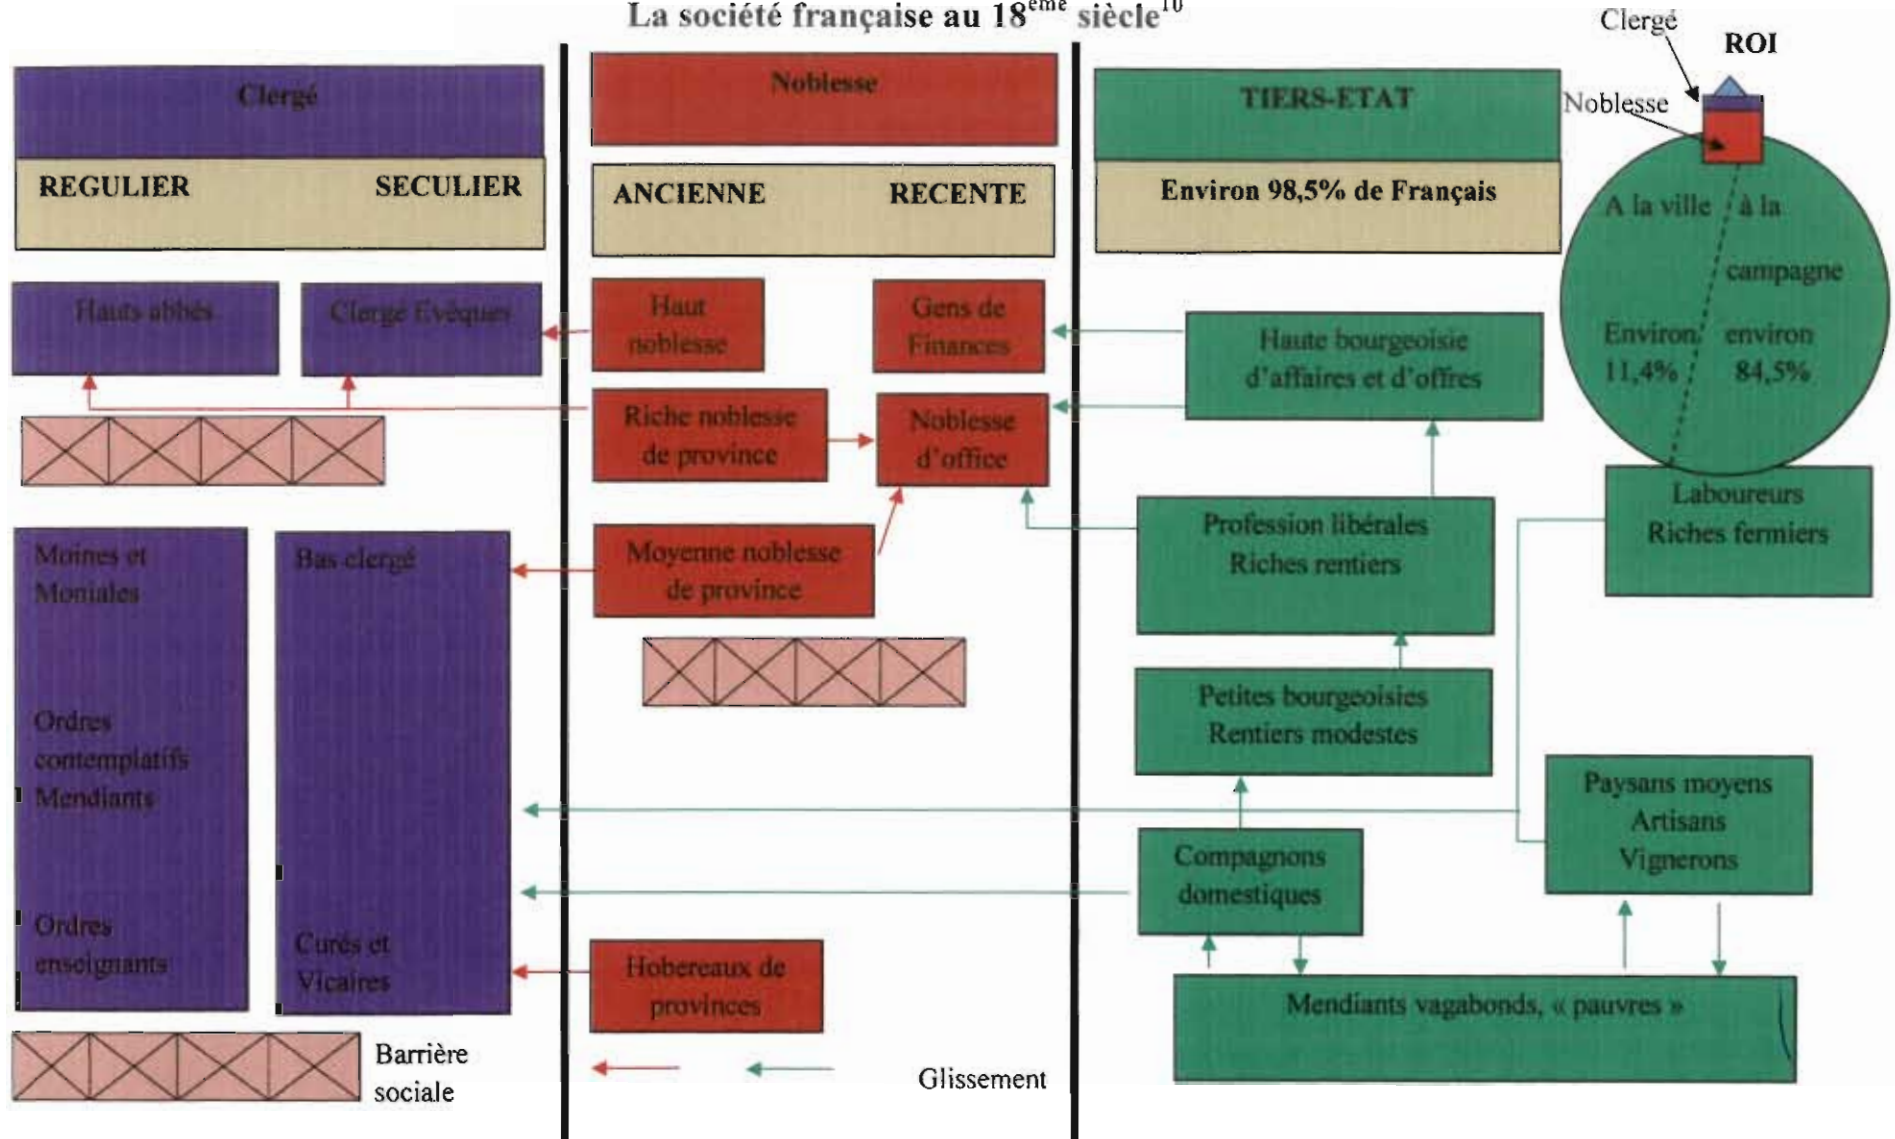 La société française au 18ème siècle10
Clergé
REGULIER SECULIER
Hauts abbés
Clergé Evêques
Moines et
Moniales
Ordres
contemplatifs
Mendiants
Ordres
enseignants
Bas clergé
Curés et
Vicaires
Barrière
sociale
Noblesse
ANCIENNE RECENTE
Haut
noblesse
Gens de
Finances
Riche noblesse
de province
Noblesse
d'office
Moyenne noblesse
de province
Hobereaux de
provinces
Glissement
TIERS-ETAT
Environ 98,5% de Français
Haute bourgeoisie
d'affaires et d'offres
Profession libérales
Riches rentiers
Petites bourgeoisies
Rentiers modestes
Compagnons
domestiques
Mendiants vagabonds, « pauvres »
Clergé
ROI
Noblesse
A la ville
à la
campagne
Environ
11,4%
environ
84,5%
Laboureurs
Riches fermiers
Paysans moyens
Artisans
Vignerons